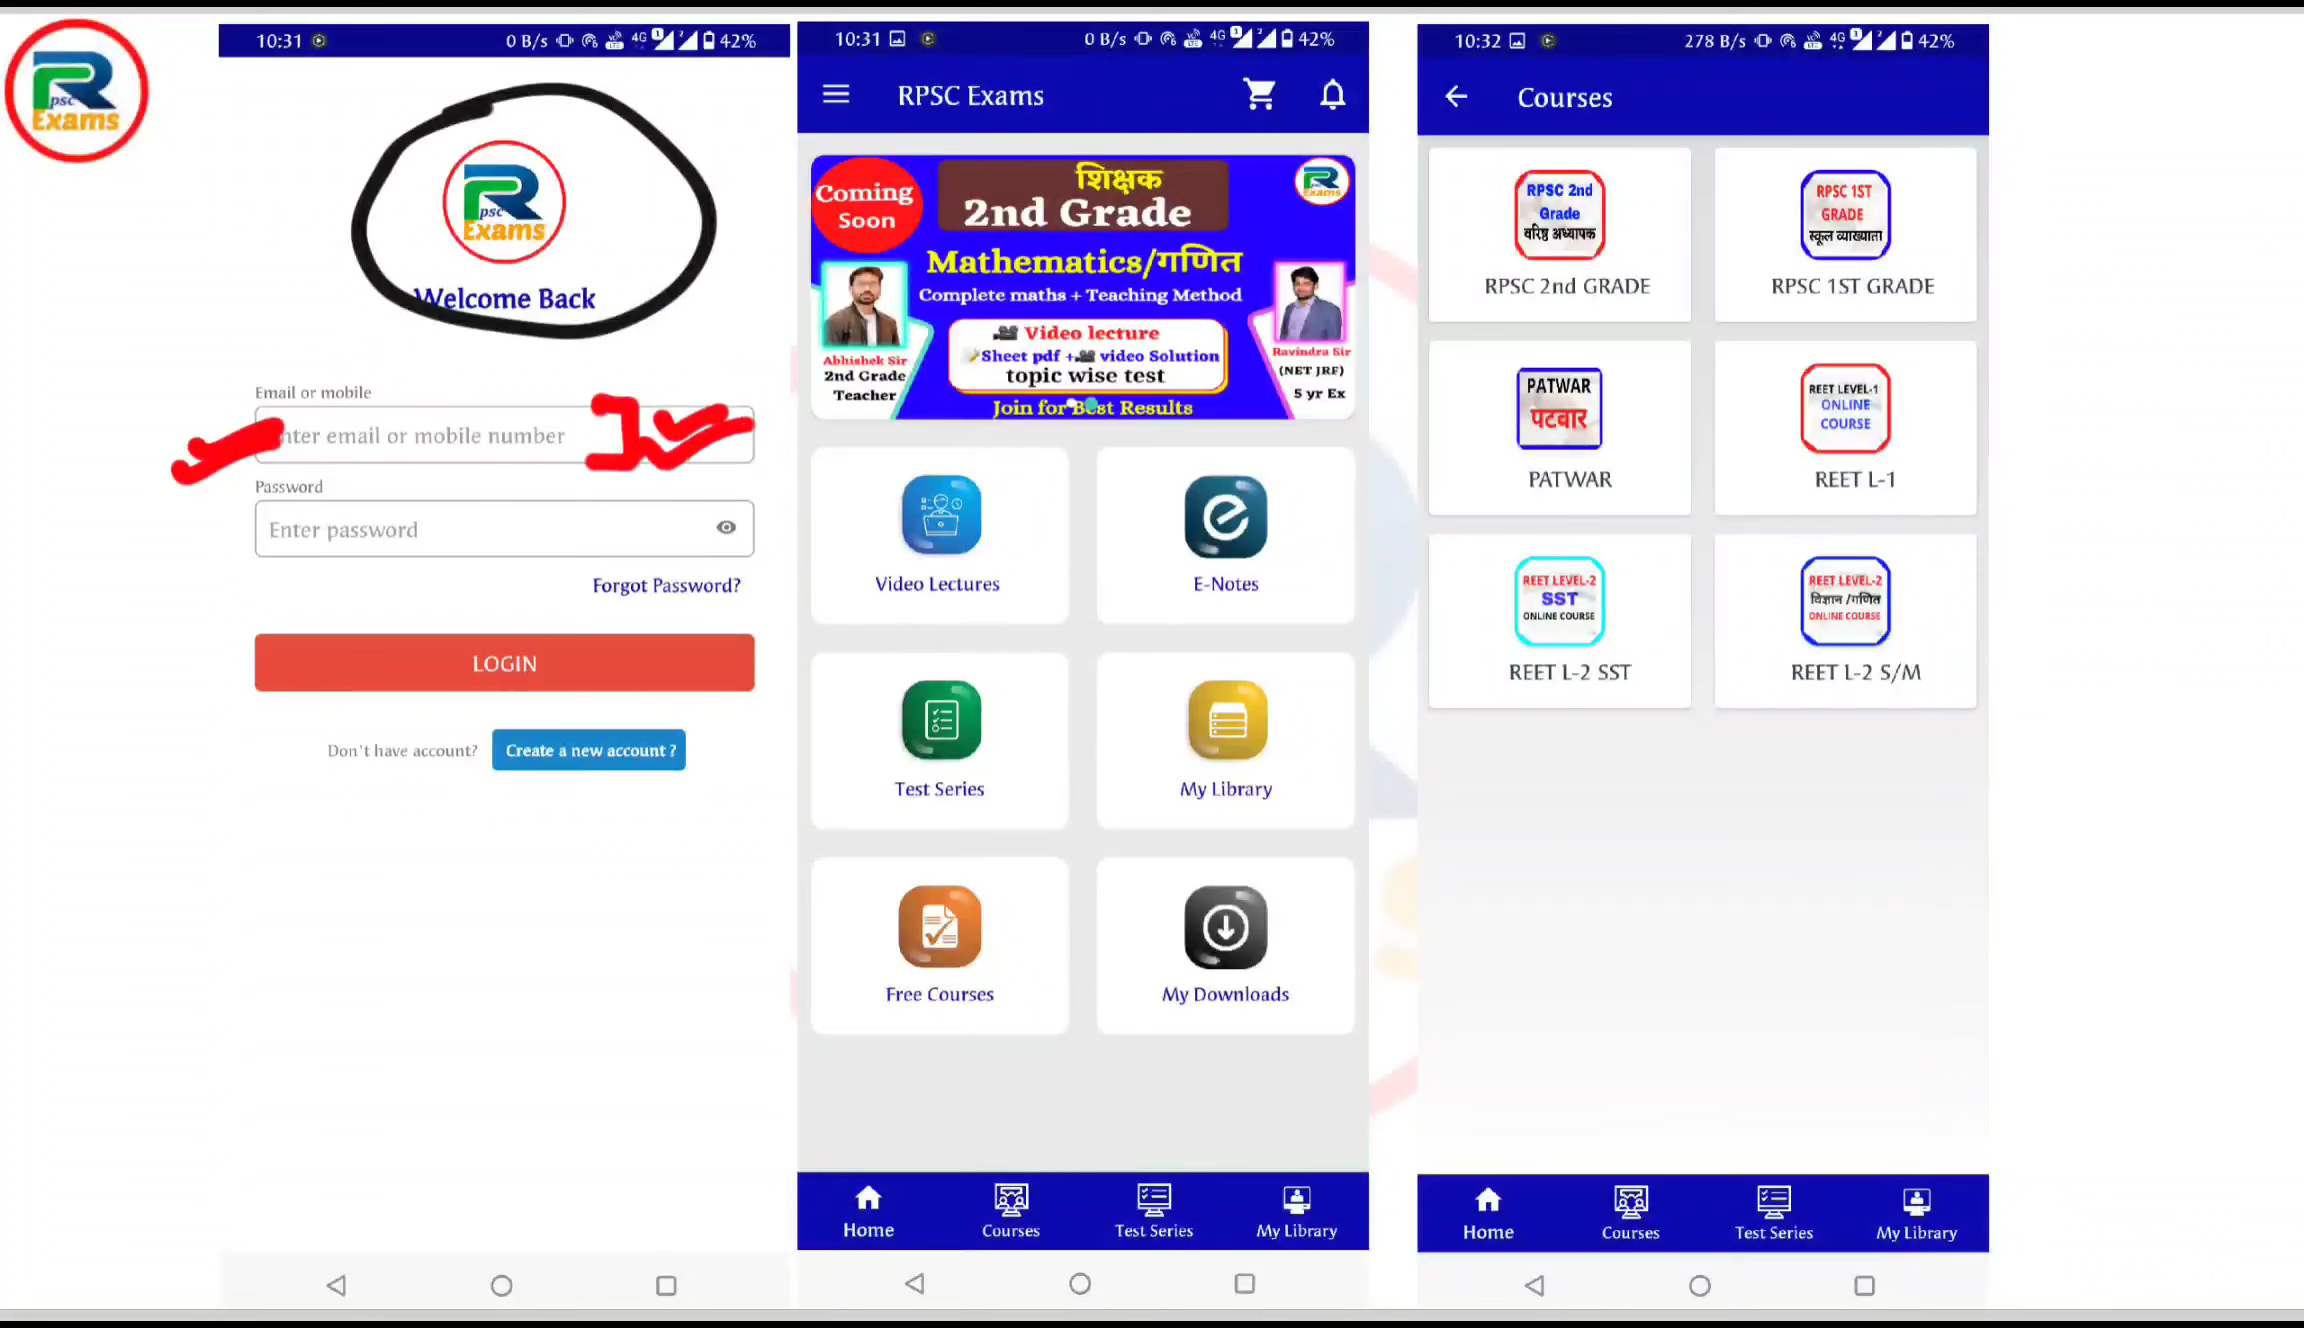 R
psc
Exams
10:31
0 B/s
4G
42%
R
psc
Exams
Welcome Back
Email or mobile
nter email or mobile number
Password
Enter password
Forgot Password?
LOGIN
Don't have account?
Create a new account ?
10:31
0 B/s
4G
42%
RPSC Exams
Coming
Soon
शिक्षक
2nd Grade
Mathematics/गणित
Complete maths + Teaching Method
Video lecture
Sheet pdf + video Solution
topic wise test
Join for Best Results
Abhishek Sir
2nd Grade
Teacher
Ravindra Sir
(NET JRF)
5 yr Ex
R
Exams
Video Lectures
E-Notes
Test Series
My Library
Free Courses
My Downloads
Home
Courses
Test Series
My Library
10:32
278 B/s
4G
42%
Courses
RPSC 2nd
Grade
वरिष्ठ अध्यापक
RPSC 2nd GRADE
RPSC 1ST
GRADE
स्कूल व्याख्याता
RPSC 1ST GRADE
PATWAR
पटवार
PATWAR
REET LEVEL-1
ONLINE
COURSE
REET L-1
REET LEVEL-2
SST
ONLINE COURSE
REET L-2 SST
REET LEVEL-2
विज्ञान /गणित
ONLINE COURSE
REET L-2 S/M
Home
Courses
Test Series
My Library